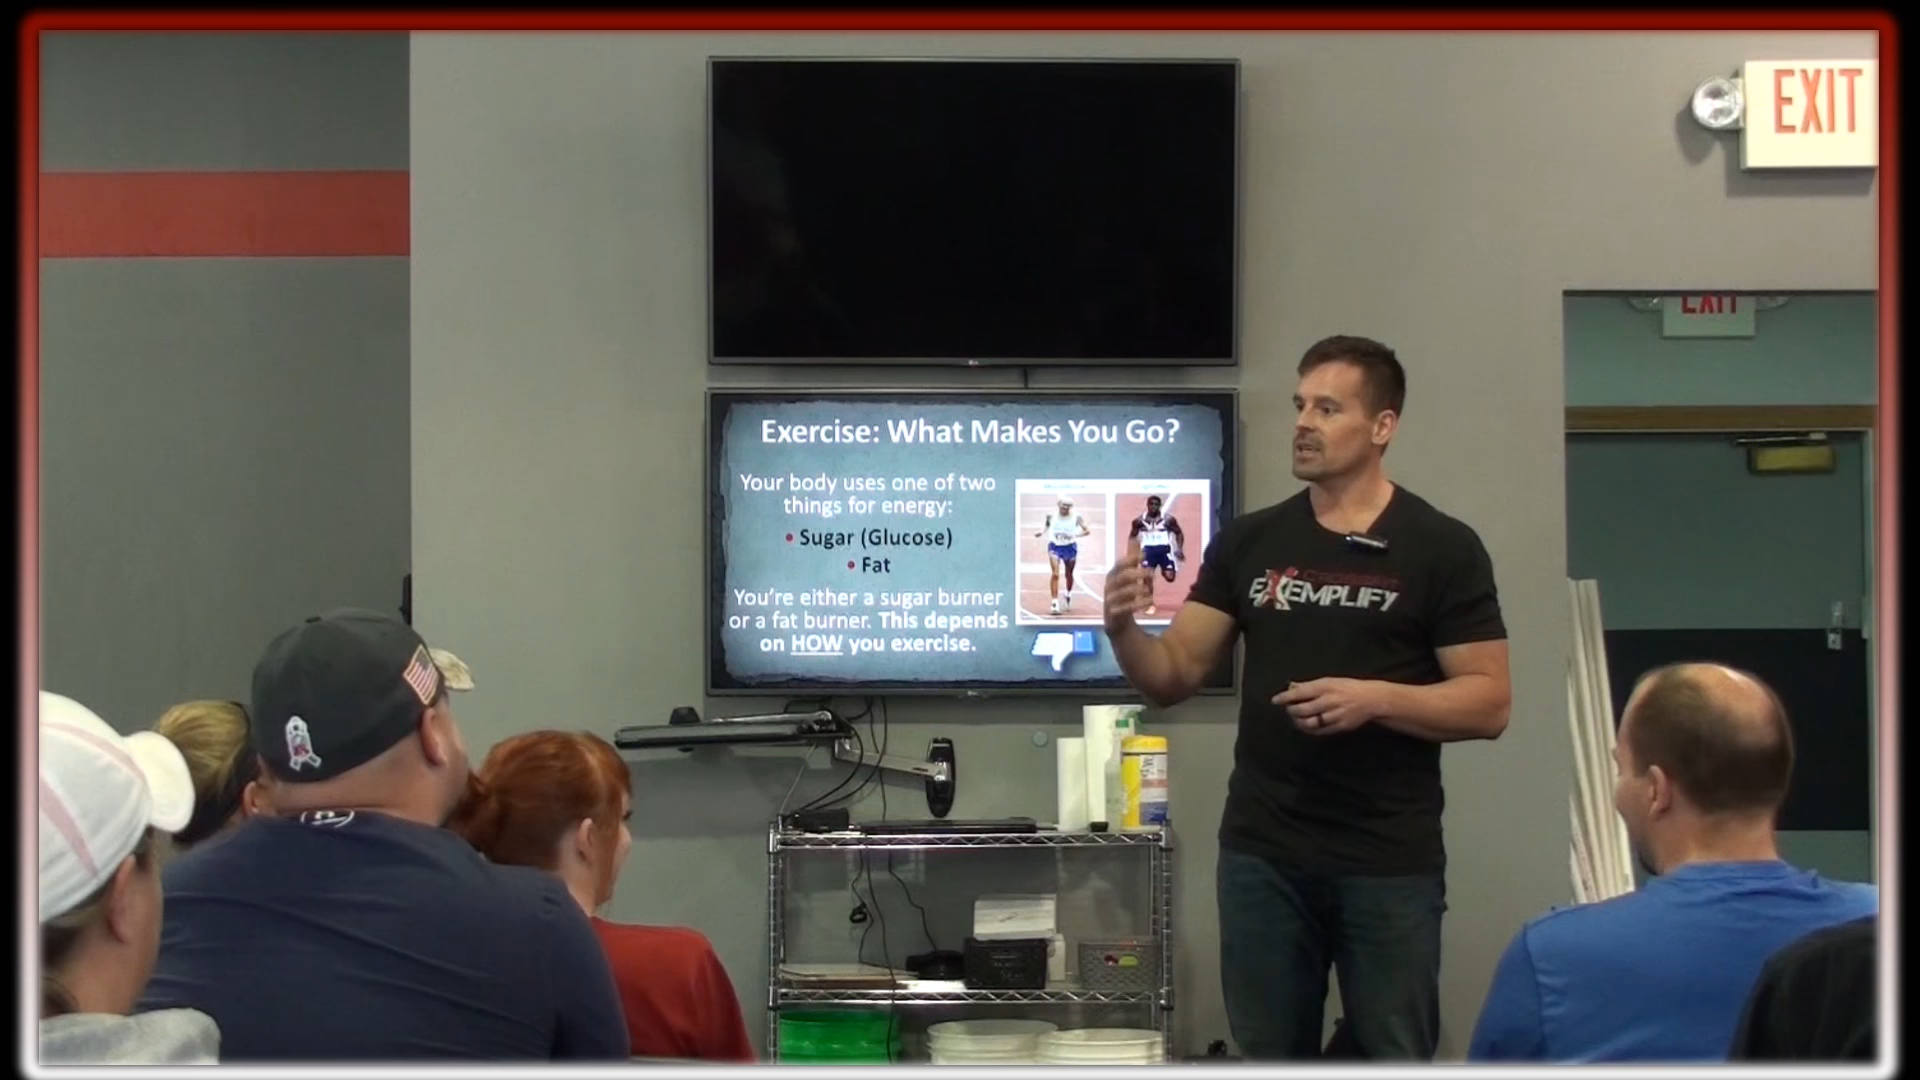 EXIT
EXIT
Exercise: What Makes You Go?
Your body uses one of two
things for energy:
• Sugar (Glucose)
• Fat
You're either a sugar burner
or a fat burner. This depends
on HOW you exercise.
EXEMPLIFY